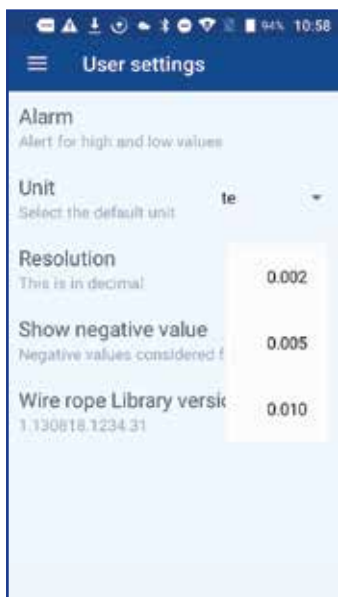 94% 10:58
User settings
Alarm
Alert for high and low values
Unit
te
Select the default unit
Resolution
This is in decimal
0.002
Show negative value
0.005
Negative values considered f
Wire rope Library versic
0.010
1.130818.1234.31